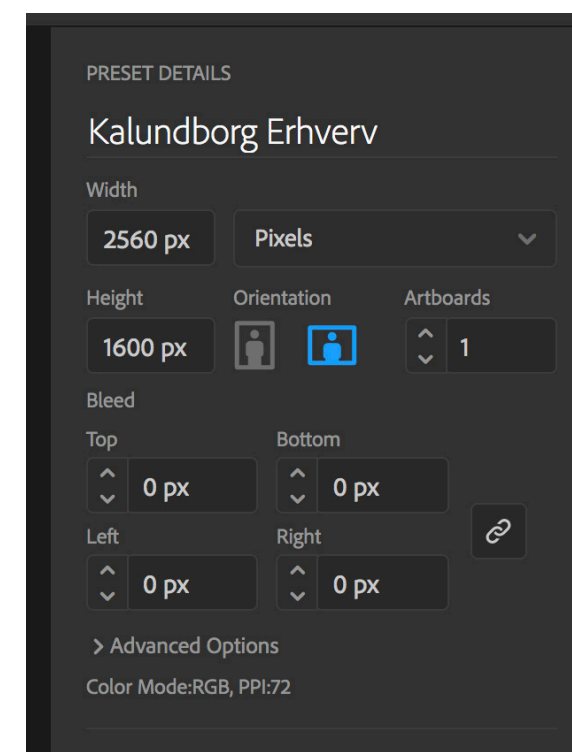 PRESET DETAILS
Kalundborg Erhverv
Width
2560 px Pixels
Height Orientation Artboards
1600 px 1
Bleed
Top Bottom
0 px 0 px
Left Right
0 px 0 px
Advanced Options
Color Mode:RGB, PPI:72